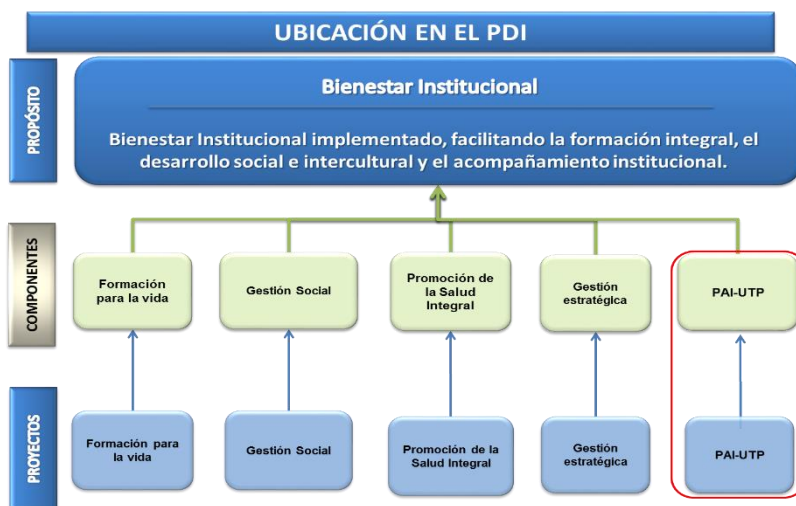 UBICACIÓN EN EL PDI
PROPÓSITO
Bienestar Institucional
Bienestar Institucional implementado, facilitando la formación integral, el
desarrollo social e intercultural y el acompañamiento institucional.
COMPONENTES
Formación
para la vida
Gestión Social
Promoción de
la Salud
Integral
Gestión
estratégica
PAI-UTP
PROYECTOS
Formación para
la vida
Gestión Social
Promoción de la
Salud Integral
Gestión
estratégica
PAI-UTP